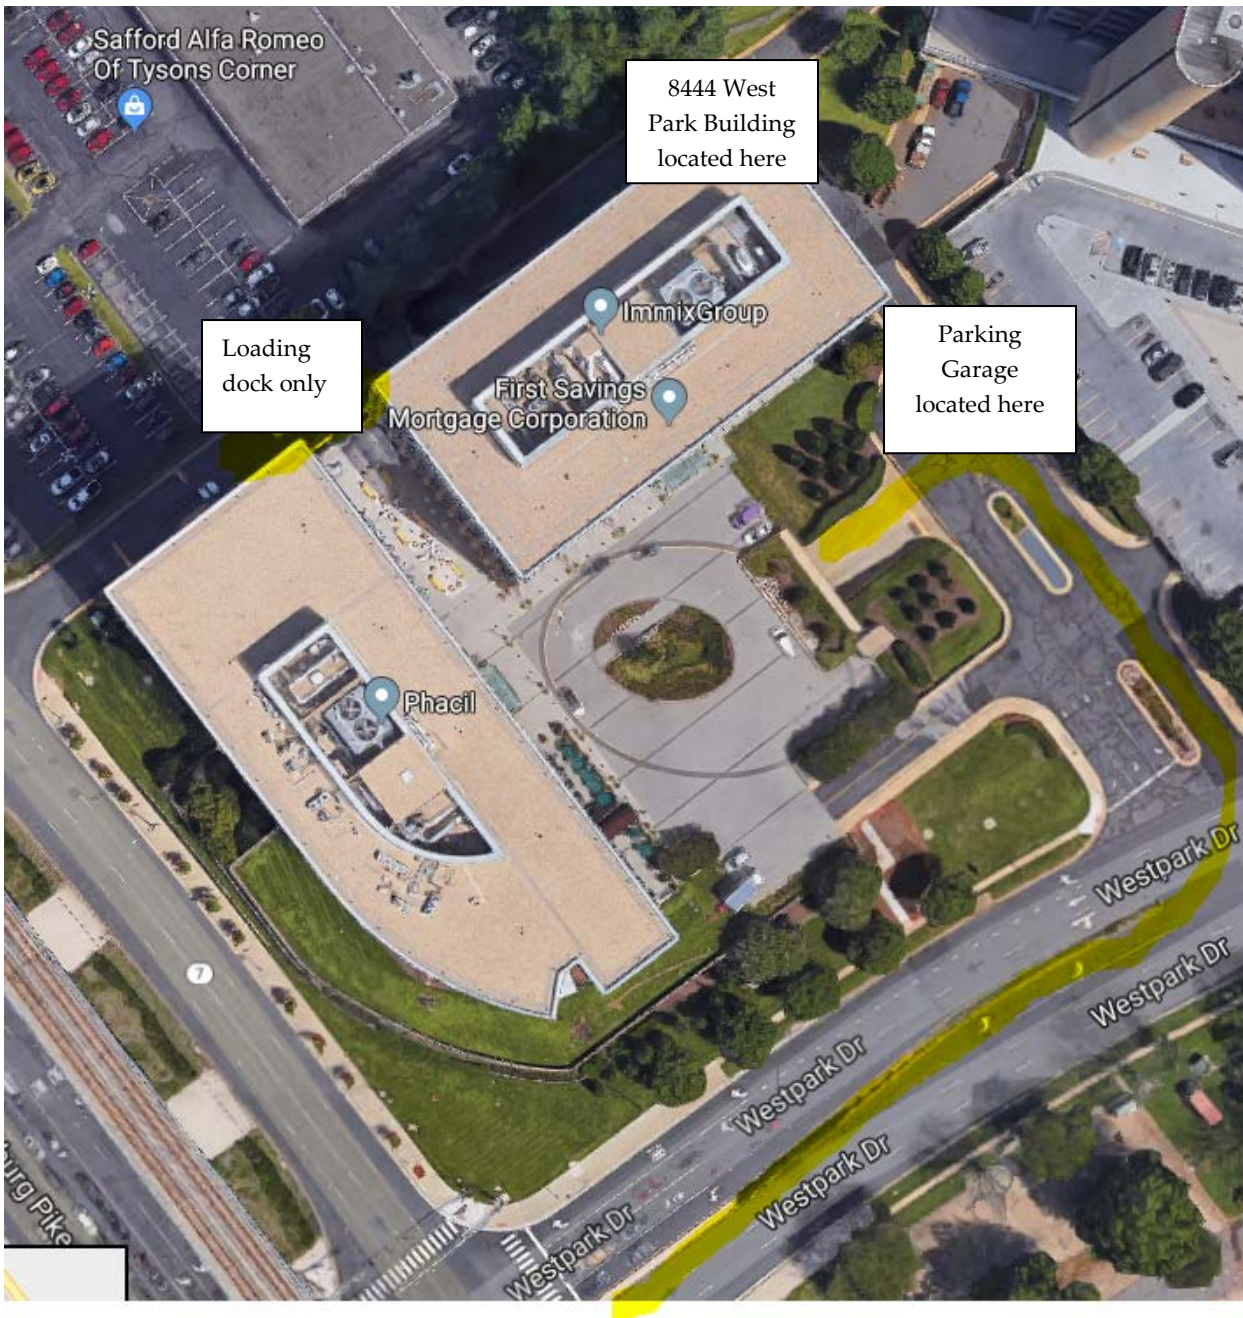 Safford Alfa Romeo
Of Tysons Corner
8444 West
Park Building
located here
ImmixGroup
Loading
dock only
Parking
Garage
located here
First Savings
Mortgage Corporation
Phacil
Westpark Dr
7
Westpark Dr
Westpark Dr
Westpark Dr
burg Pike
Westpark Dr